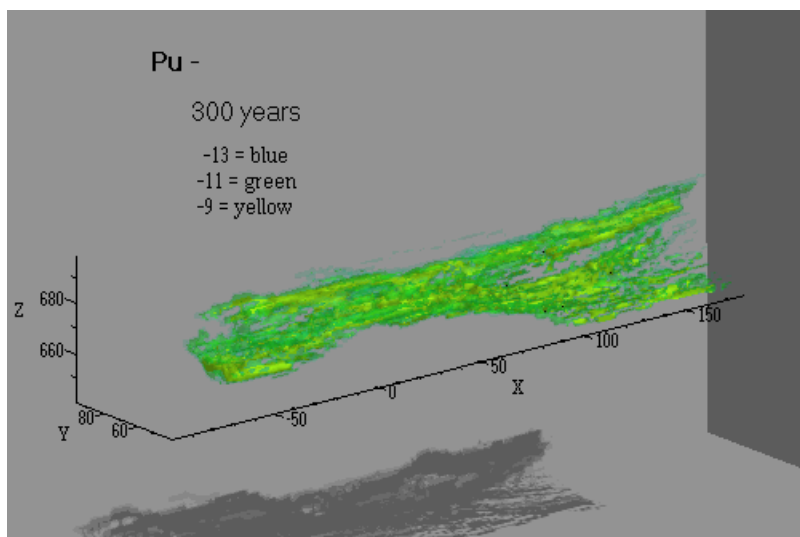 Pu -
300 years
-13 = blue
-11 = green
-9 = yellow
680
Z
660
80
60
Y
-50
0
50
100
150
X